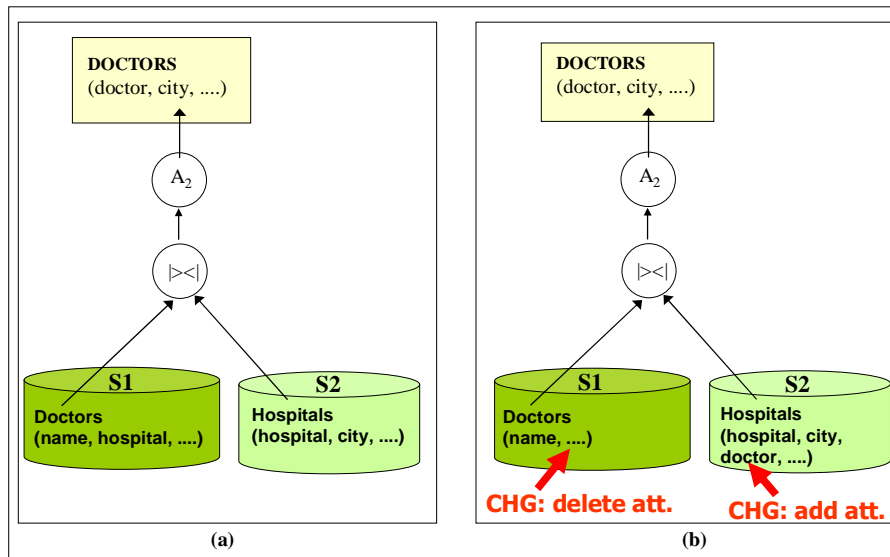 DOCTORS
(doctor, city, ....)
A2
|><|
S1
Doctors
(name, hospital, ....)
S2
Hospitals
(hospital, city, ....)
(a)
DOCTORS
(doctor, city, ....)
A2
|><|
S1
Doctors
(name, ....)
S2
Hospitals
(hospital, city,
doctor, ....)
CHG: delete att.
CHG: add att.
(b)